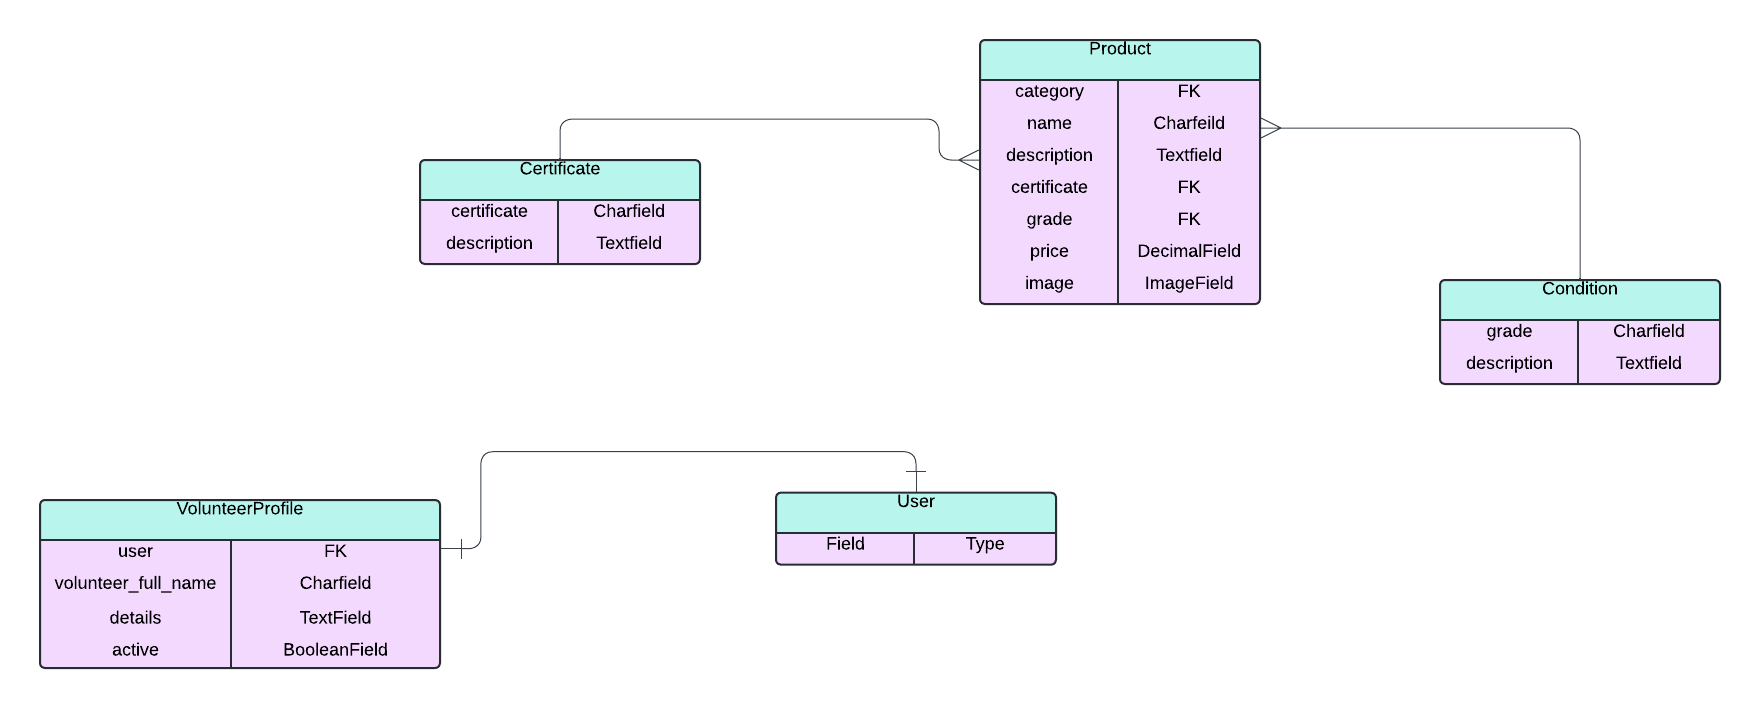 Product
category FK
name Charfeild
description Textfield
certificate FK
grade FK
price DecimalField
image ImageField
Certificate
certificate Charfield
description Textfield
Condition
grade Charfield
description Textfield
VolunteerProfile
user FK
volunteer_full_name Charfield
details TextField
active BooleanField
User
Field Type